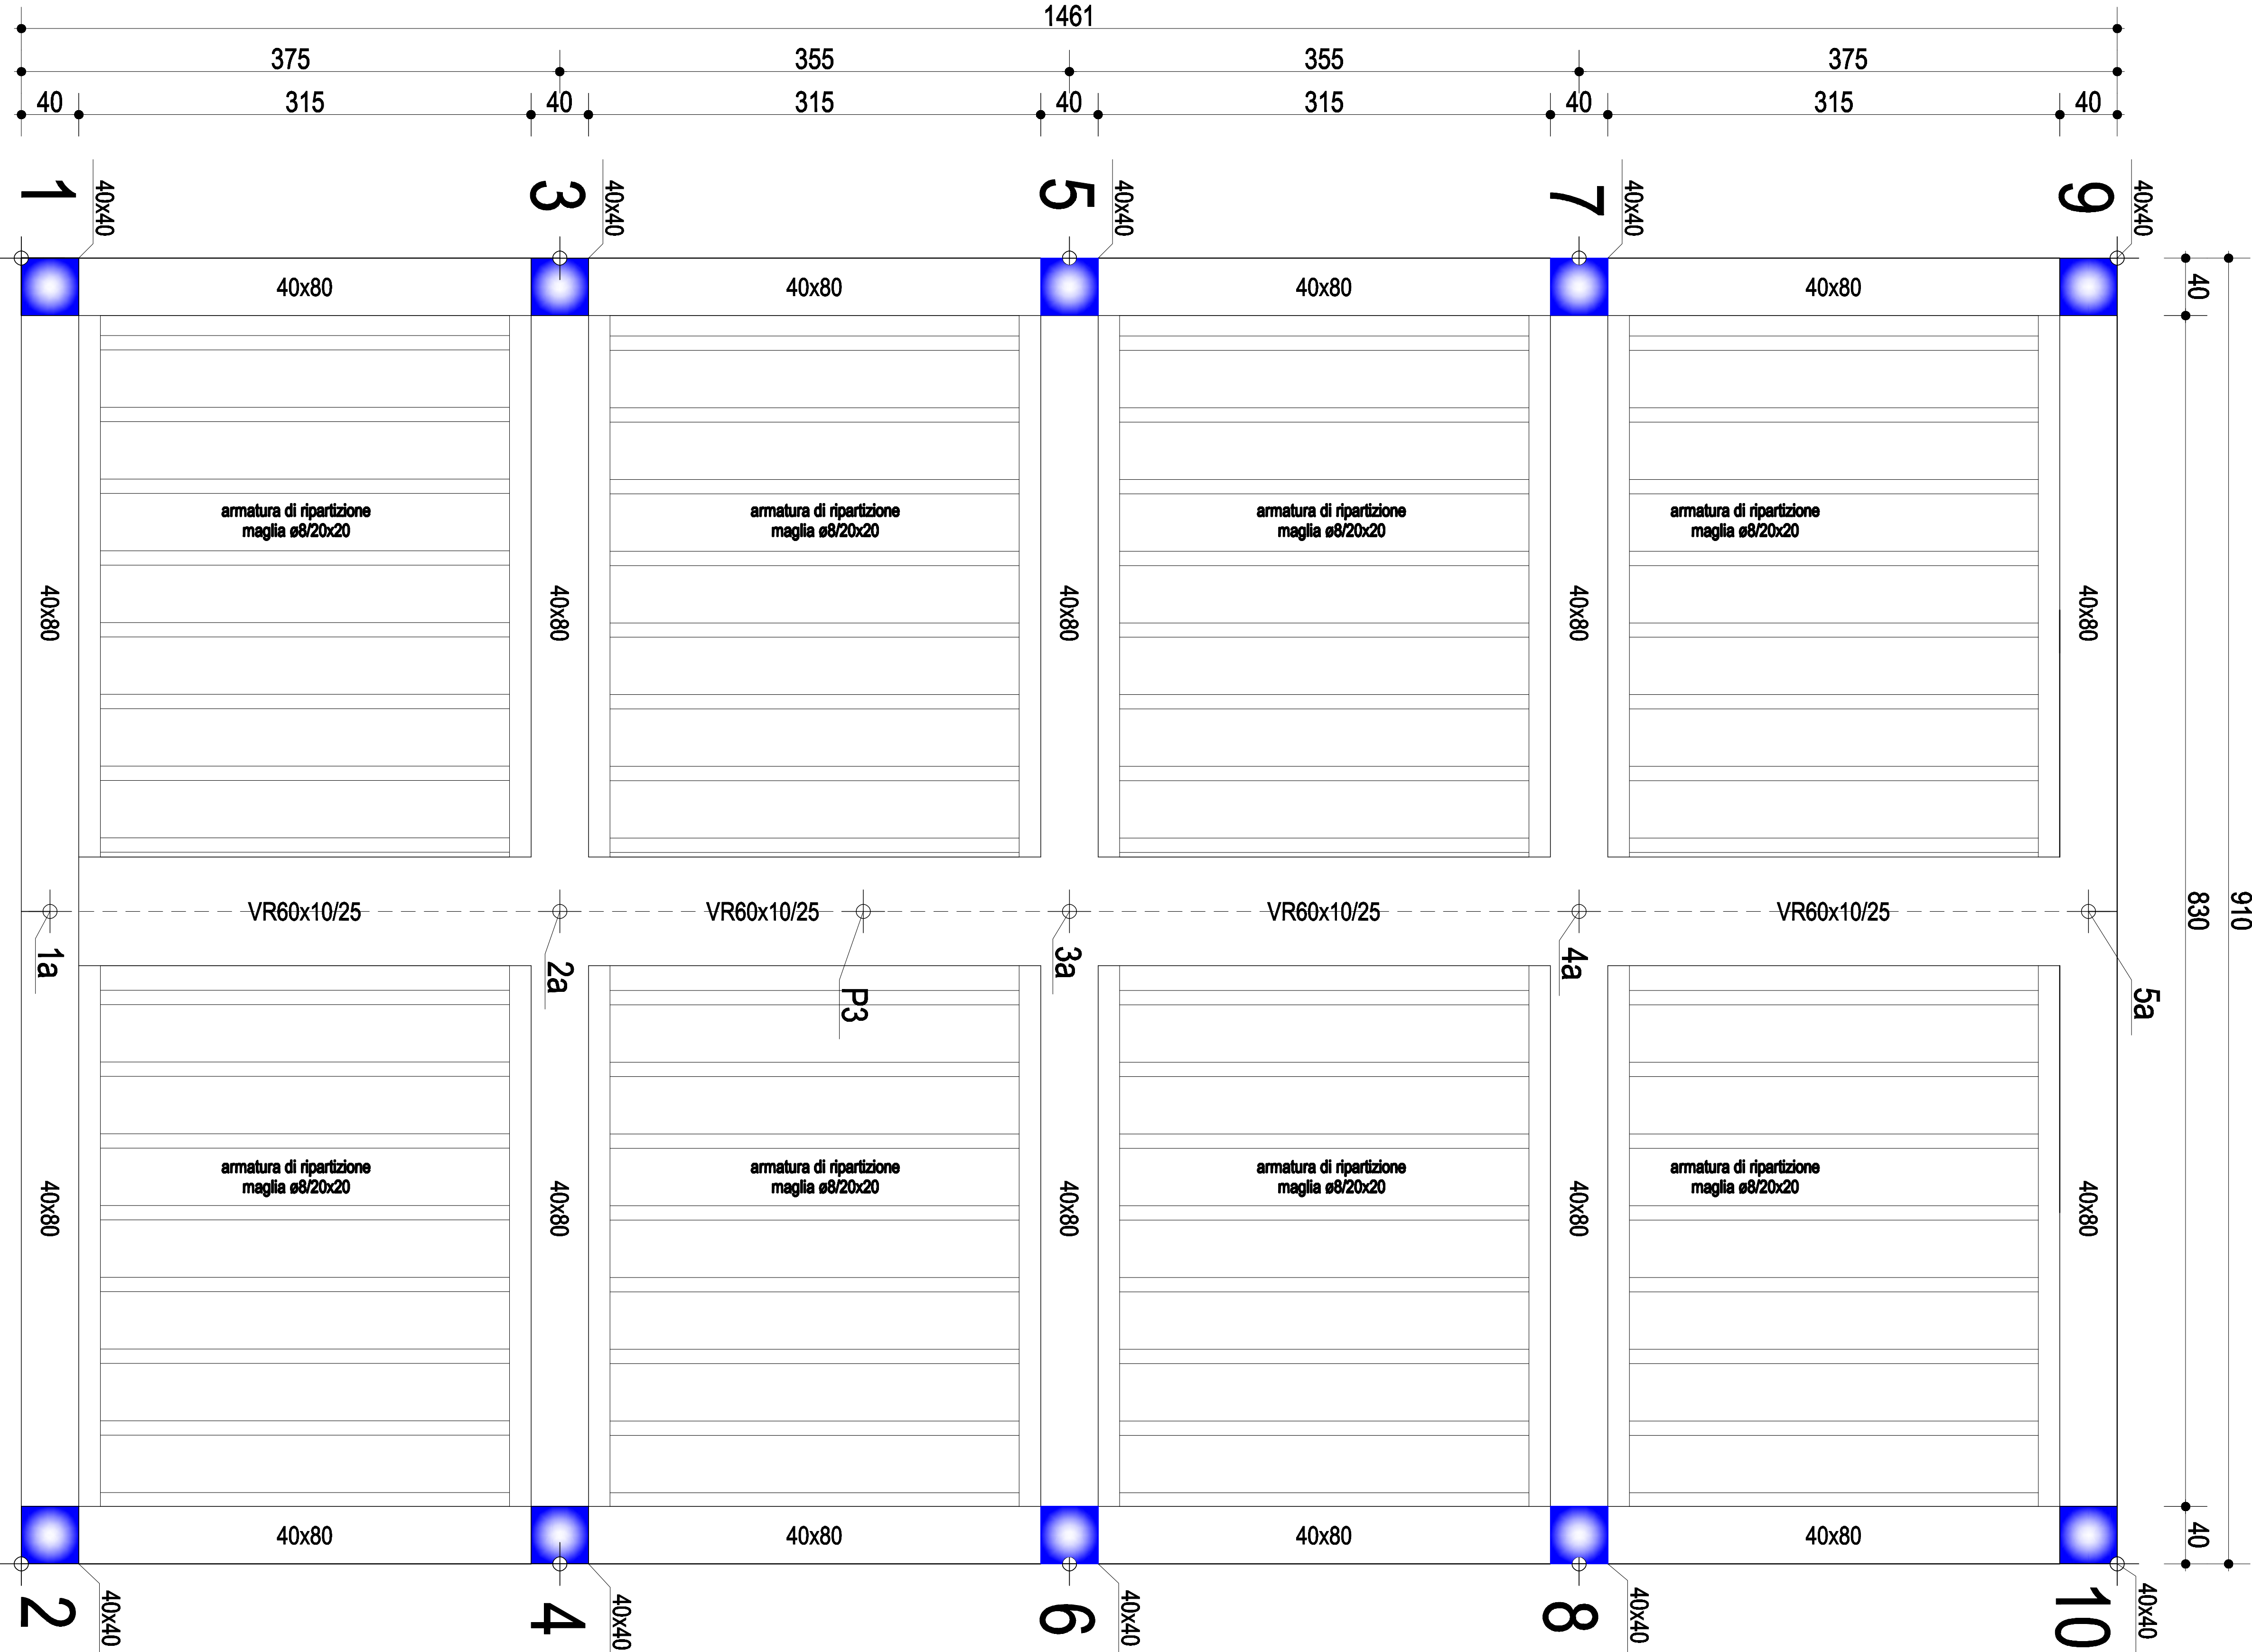 1461
375 355 355 375
40 315 40 315 40 315 40 315 40
1 3 5 7 9
40x40 40x40 40x40 40x40 40x40
40x80 40x80 40x80 40x80
40
armatura di ripartizione
maglia ø8/20x20
armatura di ripartizione
maglia ø8/20x20
armatura di ripartizione
maglia ø8/20x20
armatura di ripartizione
maglia ø8/20x20
40x80 40x80 40x80 40x80 40x80
VR60x10/25 VR60x10/25 VR60x10/25 VR60x10/25
830 910
1a 2a P3 3a 4a 5a
armatura di ripartizione
maglia ø8/20x20
armatura di ripartizione
maglia ø8/20x20
armatura di ripartizione
maglia ø8/20x20
armatura di ripartizione
maglia ø8/20x20
40x80 40x80 40x80 40x80 40x80
40x80 40x80 40x80 40x80
40
2 4 6 8 10
40x40 40x40 40x40 40x40 40x40